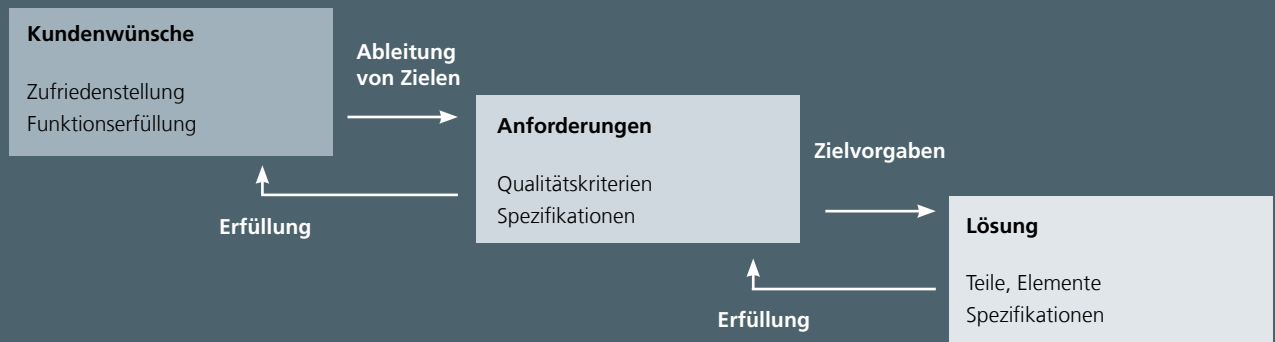 Kundenwünsche
Zufriedenstellung
Funktionserfüllung
Ableitung
von Zielen
Erfüllung
Anforderungen
Qualitätskriterien
Spezifikationen
Zielvorgaben
Erfüllung
Lösung
Teile, Elemente
Spezifikationen